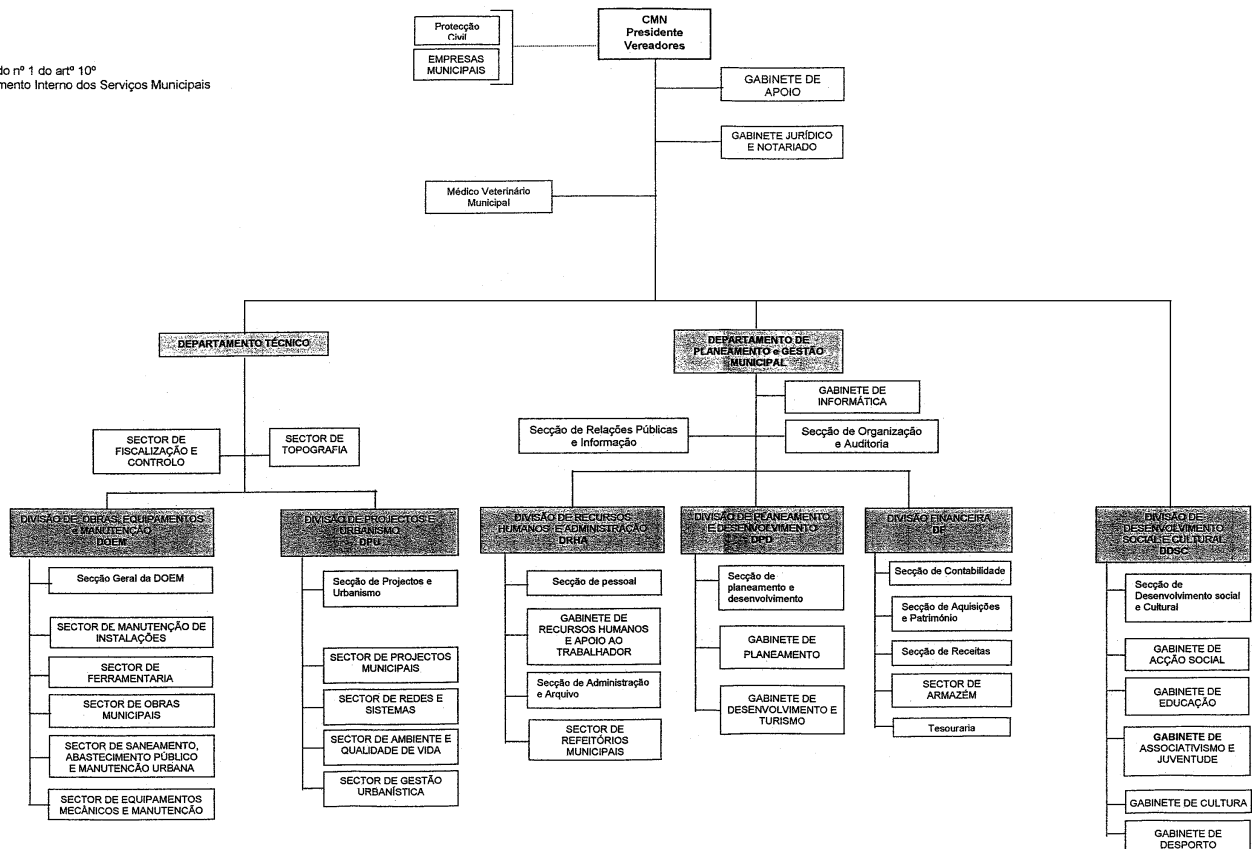 do nº 1 do artº 10º
mento Interno dos Serviços Municipais
Protecção
Civil
EMPRESAS
MUNICIPAIS
CMN
Presidente
Vereadores
GABINETE DE
APOIO
GABINETE JURÍDICO
E NOTARIADO
Médico Veterinário
Municipal
DEPARTAMENTO TÉCNICO
DEPARTAMENTO DE
PLANEAMENTO e GESTÃO
MUNICIPAL
GABINETE DE
INFORMÁTICA
Secção de Relações Públicas
e Informação
Secção de Organização
e Auditoria
SECTOR DE
FISCALIZAÇÃO E
CONTROLO
SECTOR DE
TOPOGRAFIA
DIVISÃO DE OBRAS, EQUIPAMENTOS
e MANUTENÇÃO
DOEM
Secção Geral da DOEM
SECTOR DE MANUTENÇÃO DE
INSTALAÇÕES
SECTOR DE
FERRAMENTARIA
SECTOR DE OBRAS
MUNICIPAIS
SECTOR DE SANEAMENTO,
ABASTECIMENTO PÚBLICO
E MANUTENÇÃO URBANA
SECTOR DE EQUIPAMENTOS
MECÂNICOS E MANUTENÇÃO
DIVISÃO DE PROJECTOS E
URBANISMO
DPU
Secção de Projectos e
Urbanismo
SECTOR DE PROJECTOS
MUNICIPAIS
SECTOR DE REDES E
SISTEMAS
SECTOR DE AMBIENTE E
QUALIDADE DE VIDA
SECTOR DE GESTÃO
URBANÍSTICA
DIVISÃO DE RECURSOS
HUMANOS E ADMINISTRAÇÃO
DRHA
Secção de pessoal
GABINETE DE
RECURSOS HUMANOS
E APOIO AO
TRABALHADOR
Secção de Administração
e Arquivo
SECTOR DE
REFEITÓRIOS
MUNICIPAIS
DIVISÃO DE PLANEAMENTO
E DESENVOLVIMENTO
DPD
Secção de
planeamento e
desenvolvimento
GABINETE DE
PLANEAMENTO
GABINETE DE
DESENVOLVIMENTO E
TURISMO
DIVISÃO FINANCEIRA
DF
Secção de Contabilidade
Secção de Aquisições
e Património
Secção de Receitas
SECTOR DE
ARMAZÉM
Tesouraria
DIVISÃO DE
DESENVOLVIMENTO
SOCIAL E CULTURAL
DDSC
Secção de
Desenvolvimento social
e Cultural
GABINETE DE
ACÇÃO SOCIAL
GABINETE DE
EDUCAÇÃO
GABINETE DE
ASSOCIATIVISMO E
JUVENTUDE
GABINETE DE CULTURA
GABINETE DE
DESPORTO